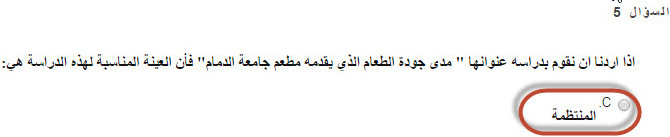 السؤال 5
اذا اردنا ان نقوم بدراسه عنوانها " مدى جودة الطعام الذي يقدمه مطعم جامعة الدمام" فأن العينة المناسبة لهذه الدراسة هي:
C.
المنتظمة